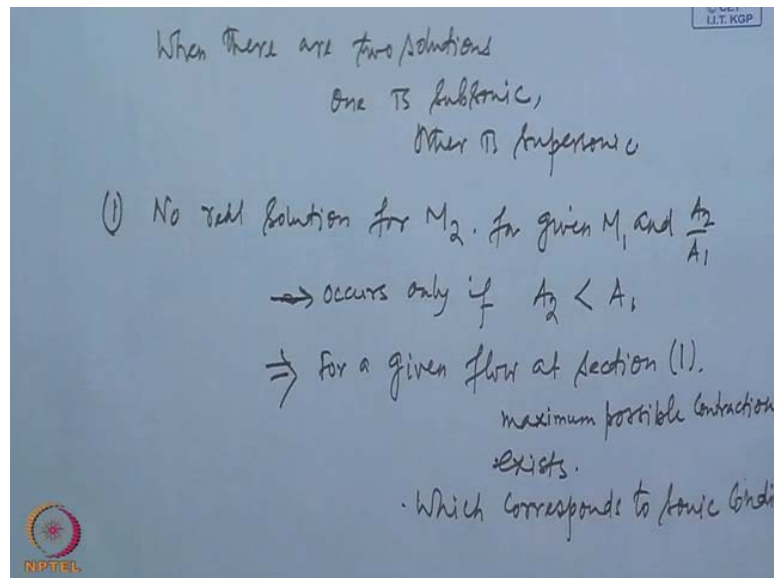 © CET
I.I.T. KGP
When there are two solutions
One is subsonic,
Other is supersonic
(1) No real solution for M₂. for given M₁ and A₂/A₁
→ occurs only if A₂ < A₁
⇒ For a given flow at section (1).
maximum possible contraction
exists.
. Which corresponds to sonic Condi
NPTEL